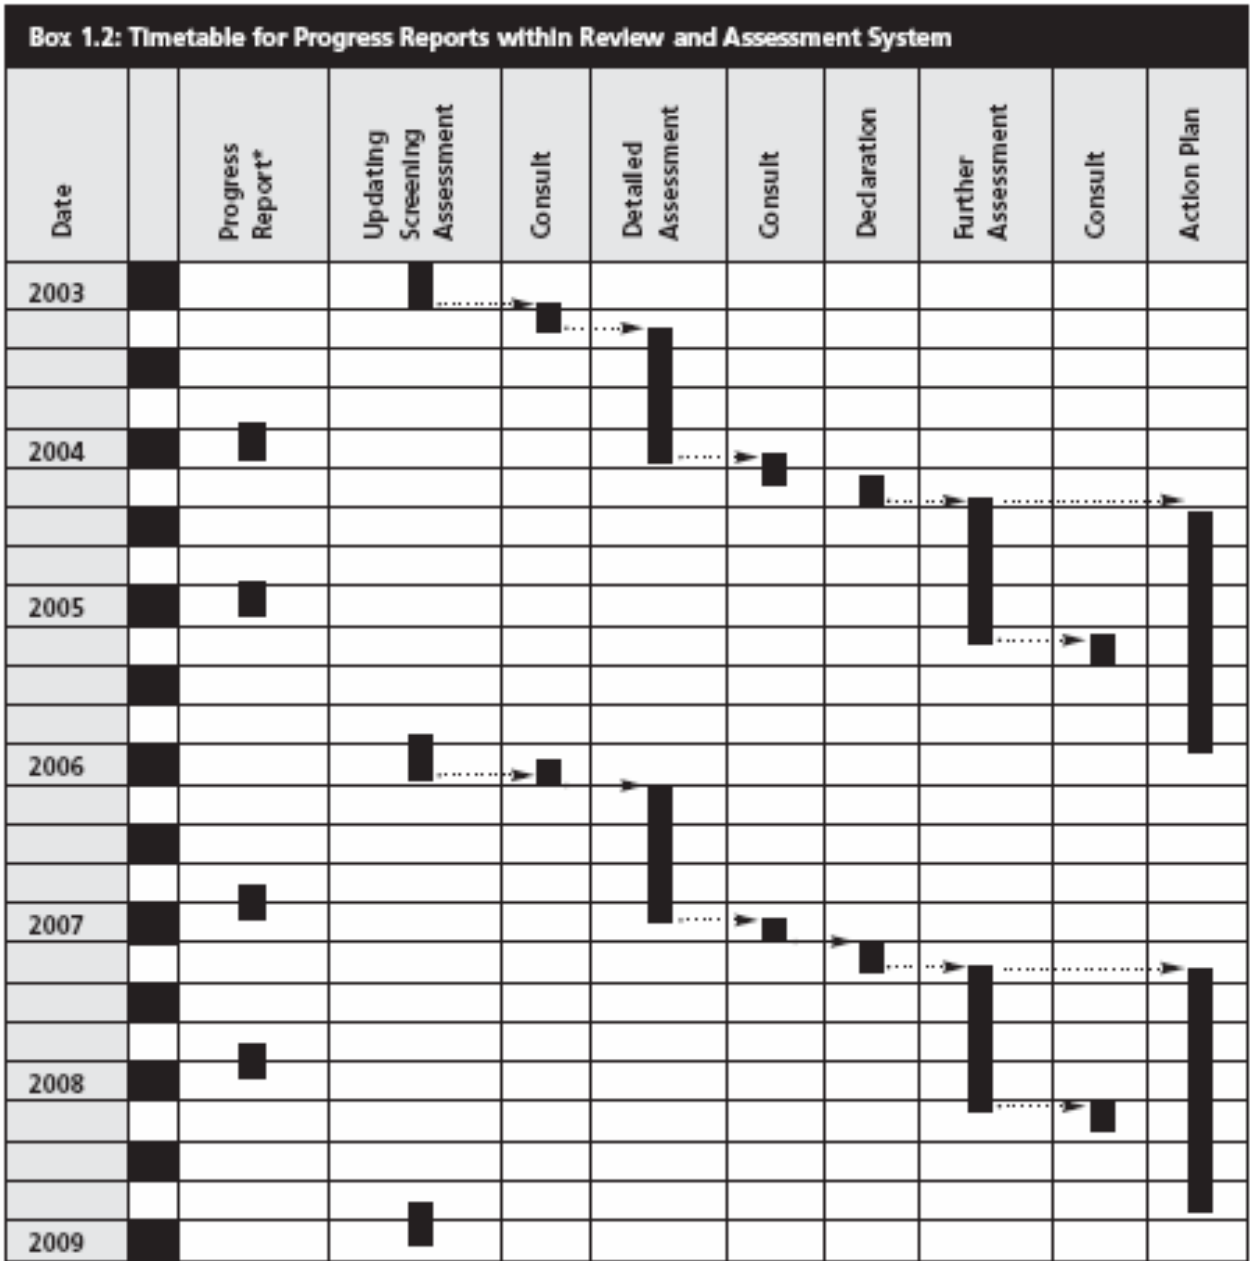 Box 1.2: Timetable for Progress Reports within Review and Assessment System
Date
Progress
Report*
Updating
Screening
Assessment
Consult
Detailed
Assessment
Consult
Declaration
Further
Assessment
Consult
Action Plan
2003
2004
2005
2006
2007
2008
2009